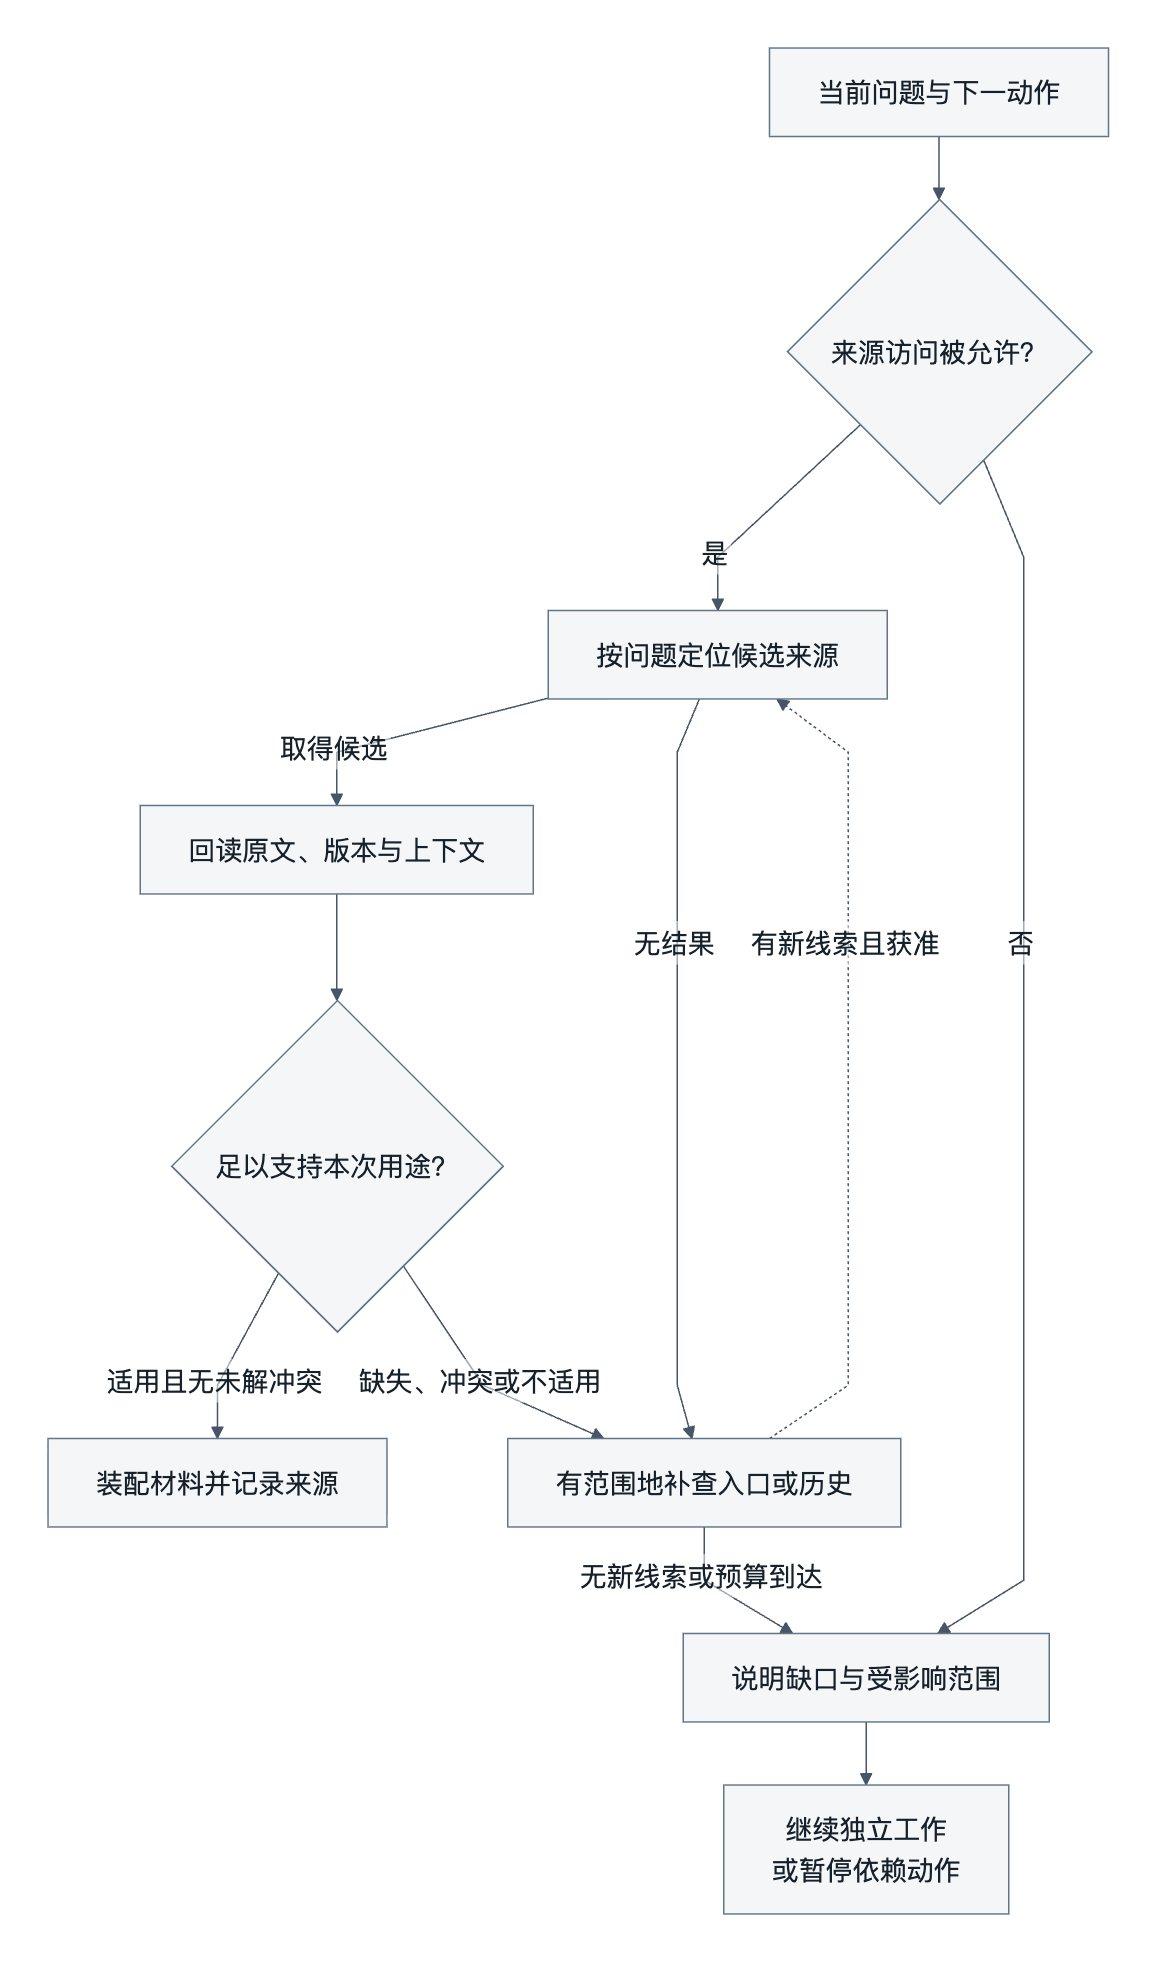 当前问题与下一动作
来源访问被允许?
是
按问题定位候选来源
取得候选
回读原文、版本与上下文
无结果
有新线索且获准
否
足以支持本次用途?
适用且无未解冲突
缺失、冲突或不适用
装配材料并记录来源
有范围地补查入口或历史
无新线索或预算到达
说明缺口与受影响范围
继续独立工作
或暂停依赖动作